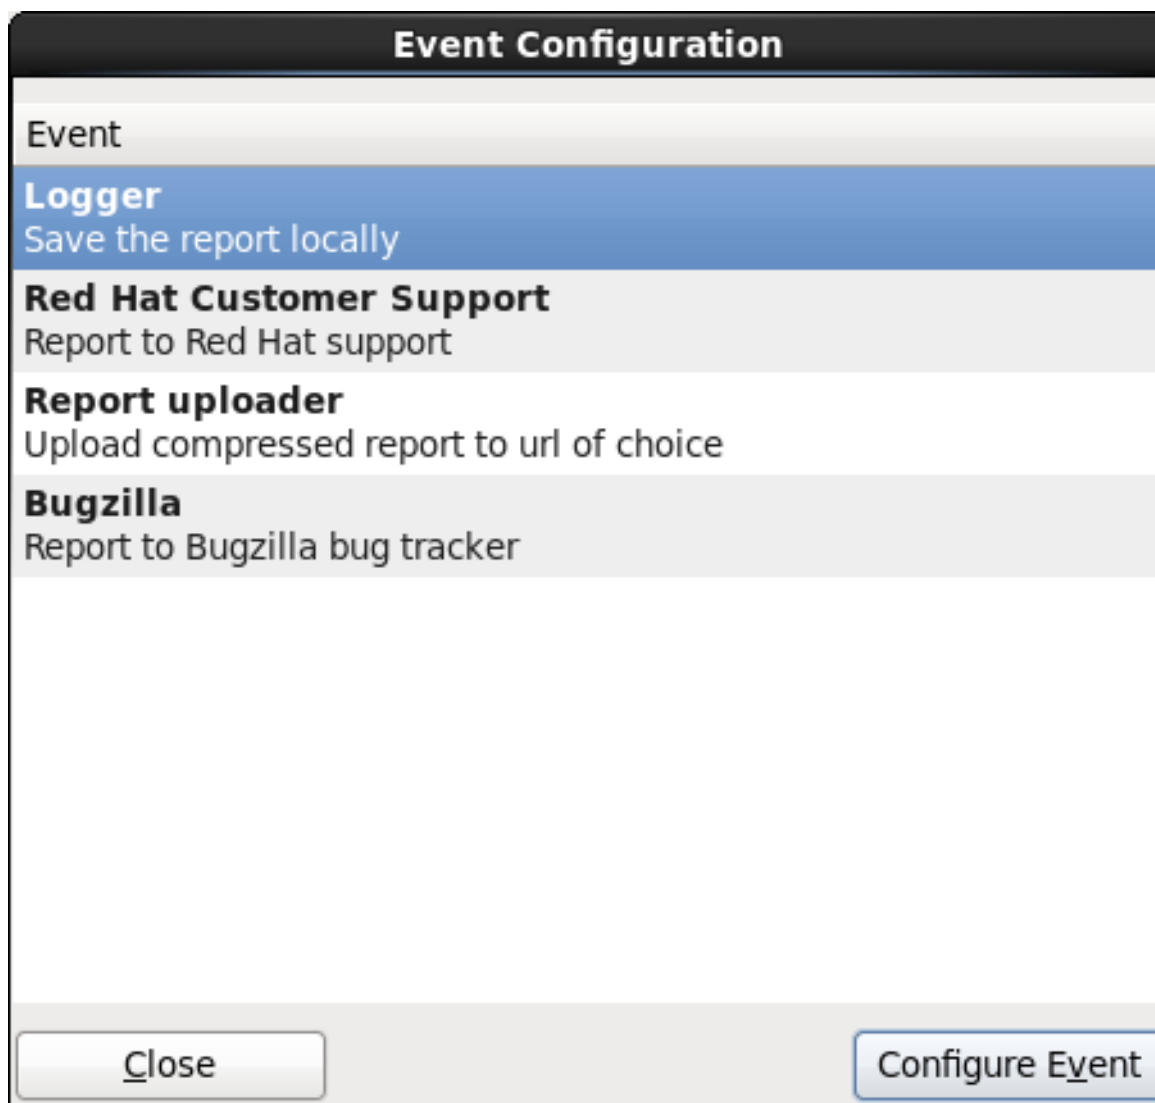 Event Configuration
Event
Logger
Save the report locally
Red Hat Customer Support
Report to Red Hat support
Report uploader
Upload compressed report to url of choice
Bugzilla
Report to Bugzilla bug tracker
Close
Configure Event